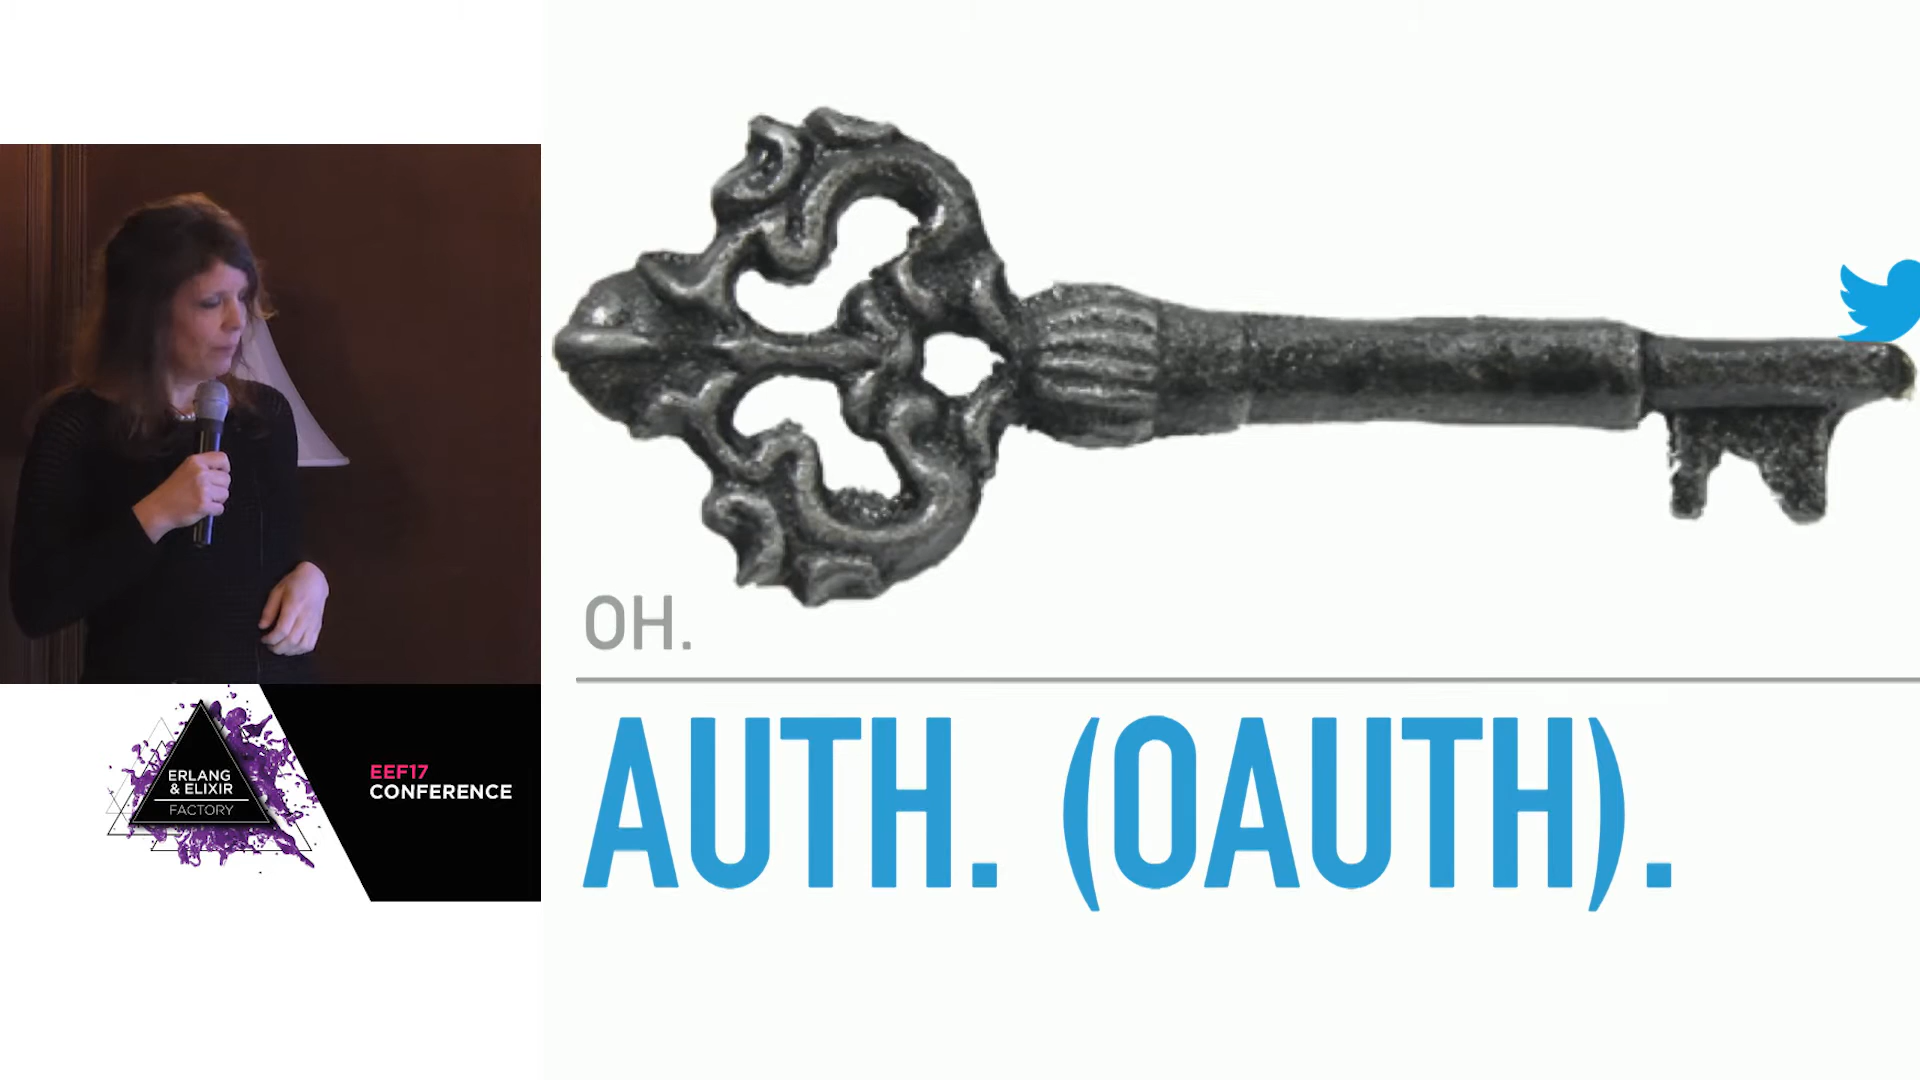 OH.
AUTH. (OAUTH).
ERLANG
& ELIXIR
FACTORY
EEF17
CONFERENCE